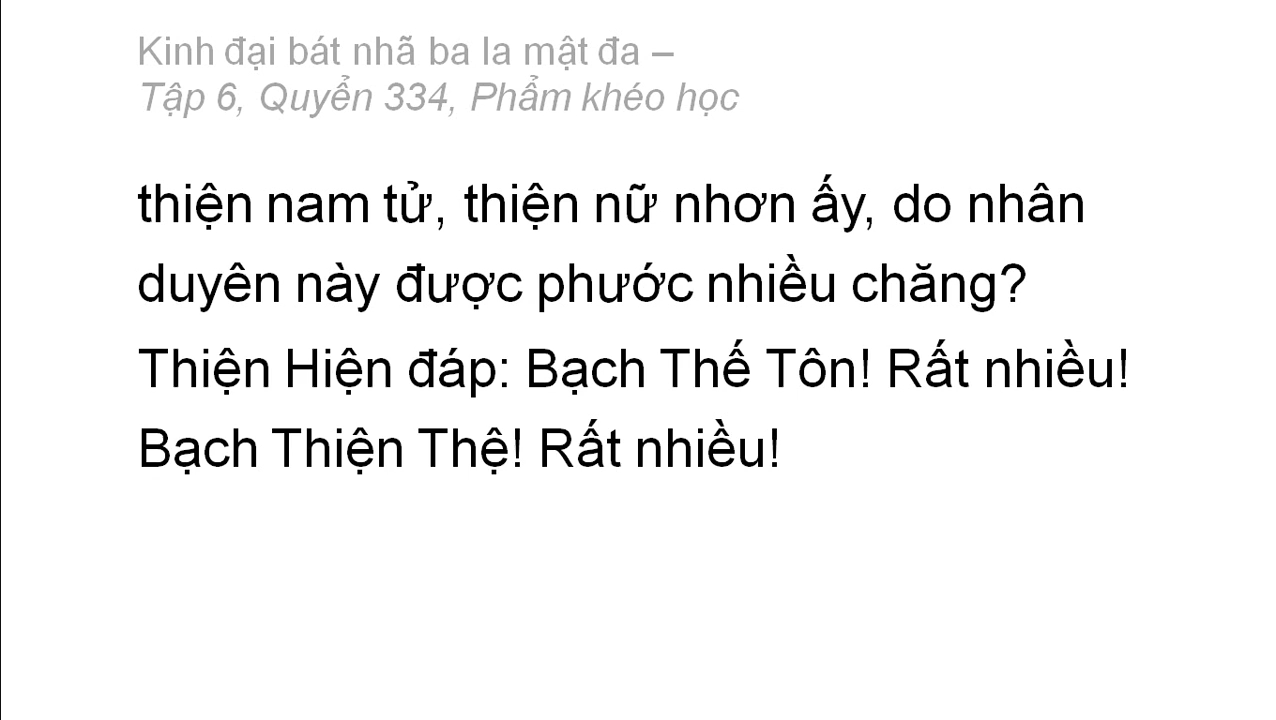 Kinh đại bát nhã ba la mật đa –
Tập 6, Quyển 334, Phẩm khéo học
thiện nam tử, thiện nữ nhơn ấy, do nhân
duyên này được phước nhiều chăng?
Thiện Hiện đáp: Bạch Thế Tôn! Rất nhiều!
Bạch Thiện Thệ! Rất nhiều!